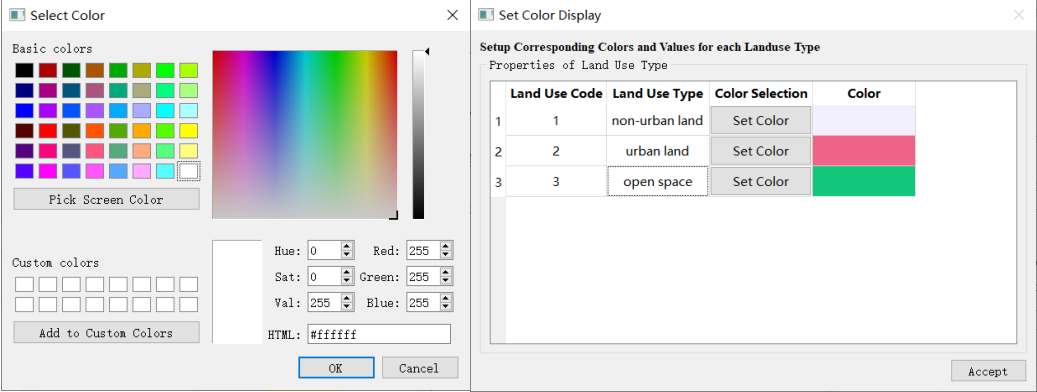 Select Color
Basic colors
Pick Screen Color
Custom colors
Add to Custom Colors
Hue: 0 Red: 255
Sat: 0 Green: 255
Val: 255 Blue: 255
HTML: #ffffff
OK Cancel
Set Color Display
Setup Corresponding Colors and Values for each Landuse Type
Properties of Land Use Type
Land Use Code Land Use Type Color Selection Color
1 1 non-urban land Set Color
2 2 urban land Set Color
3 3 open space Set Color
Accept